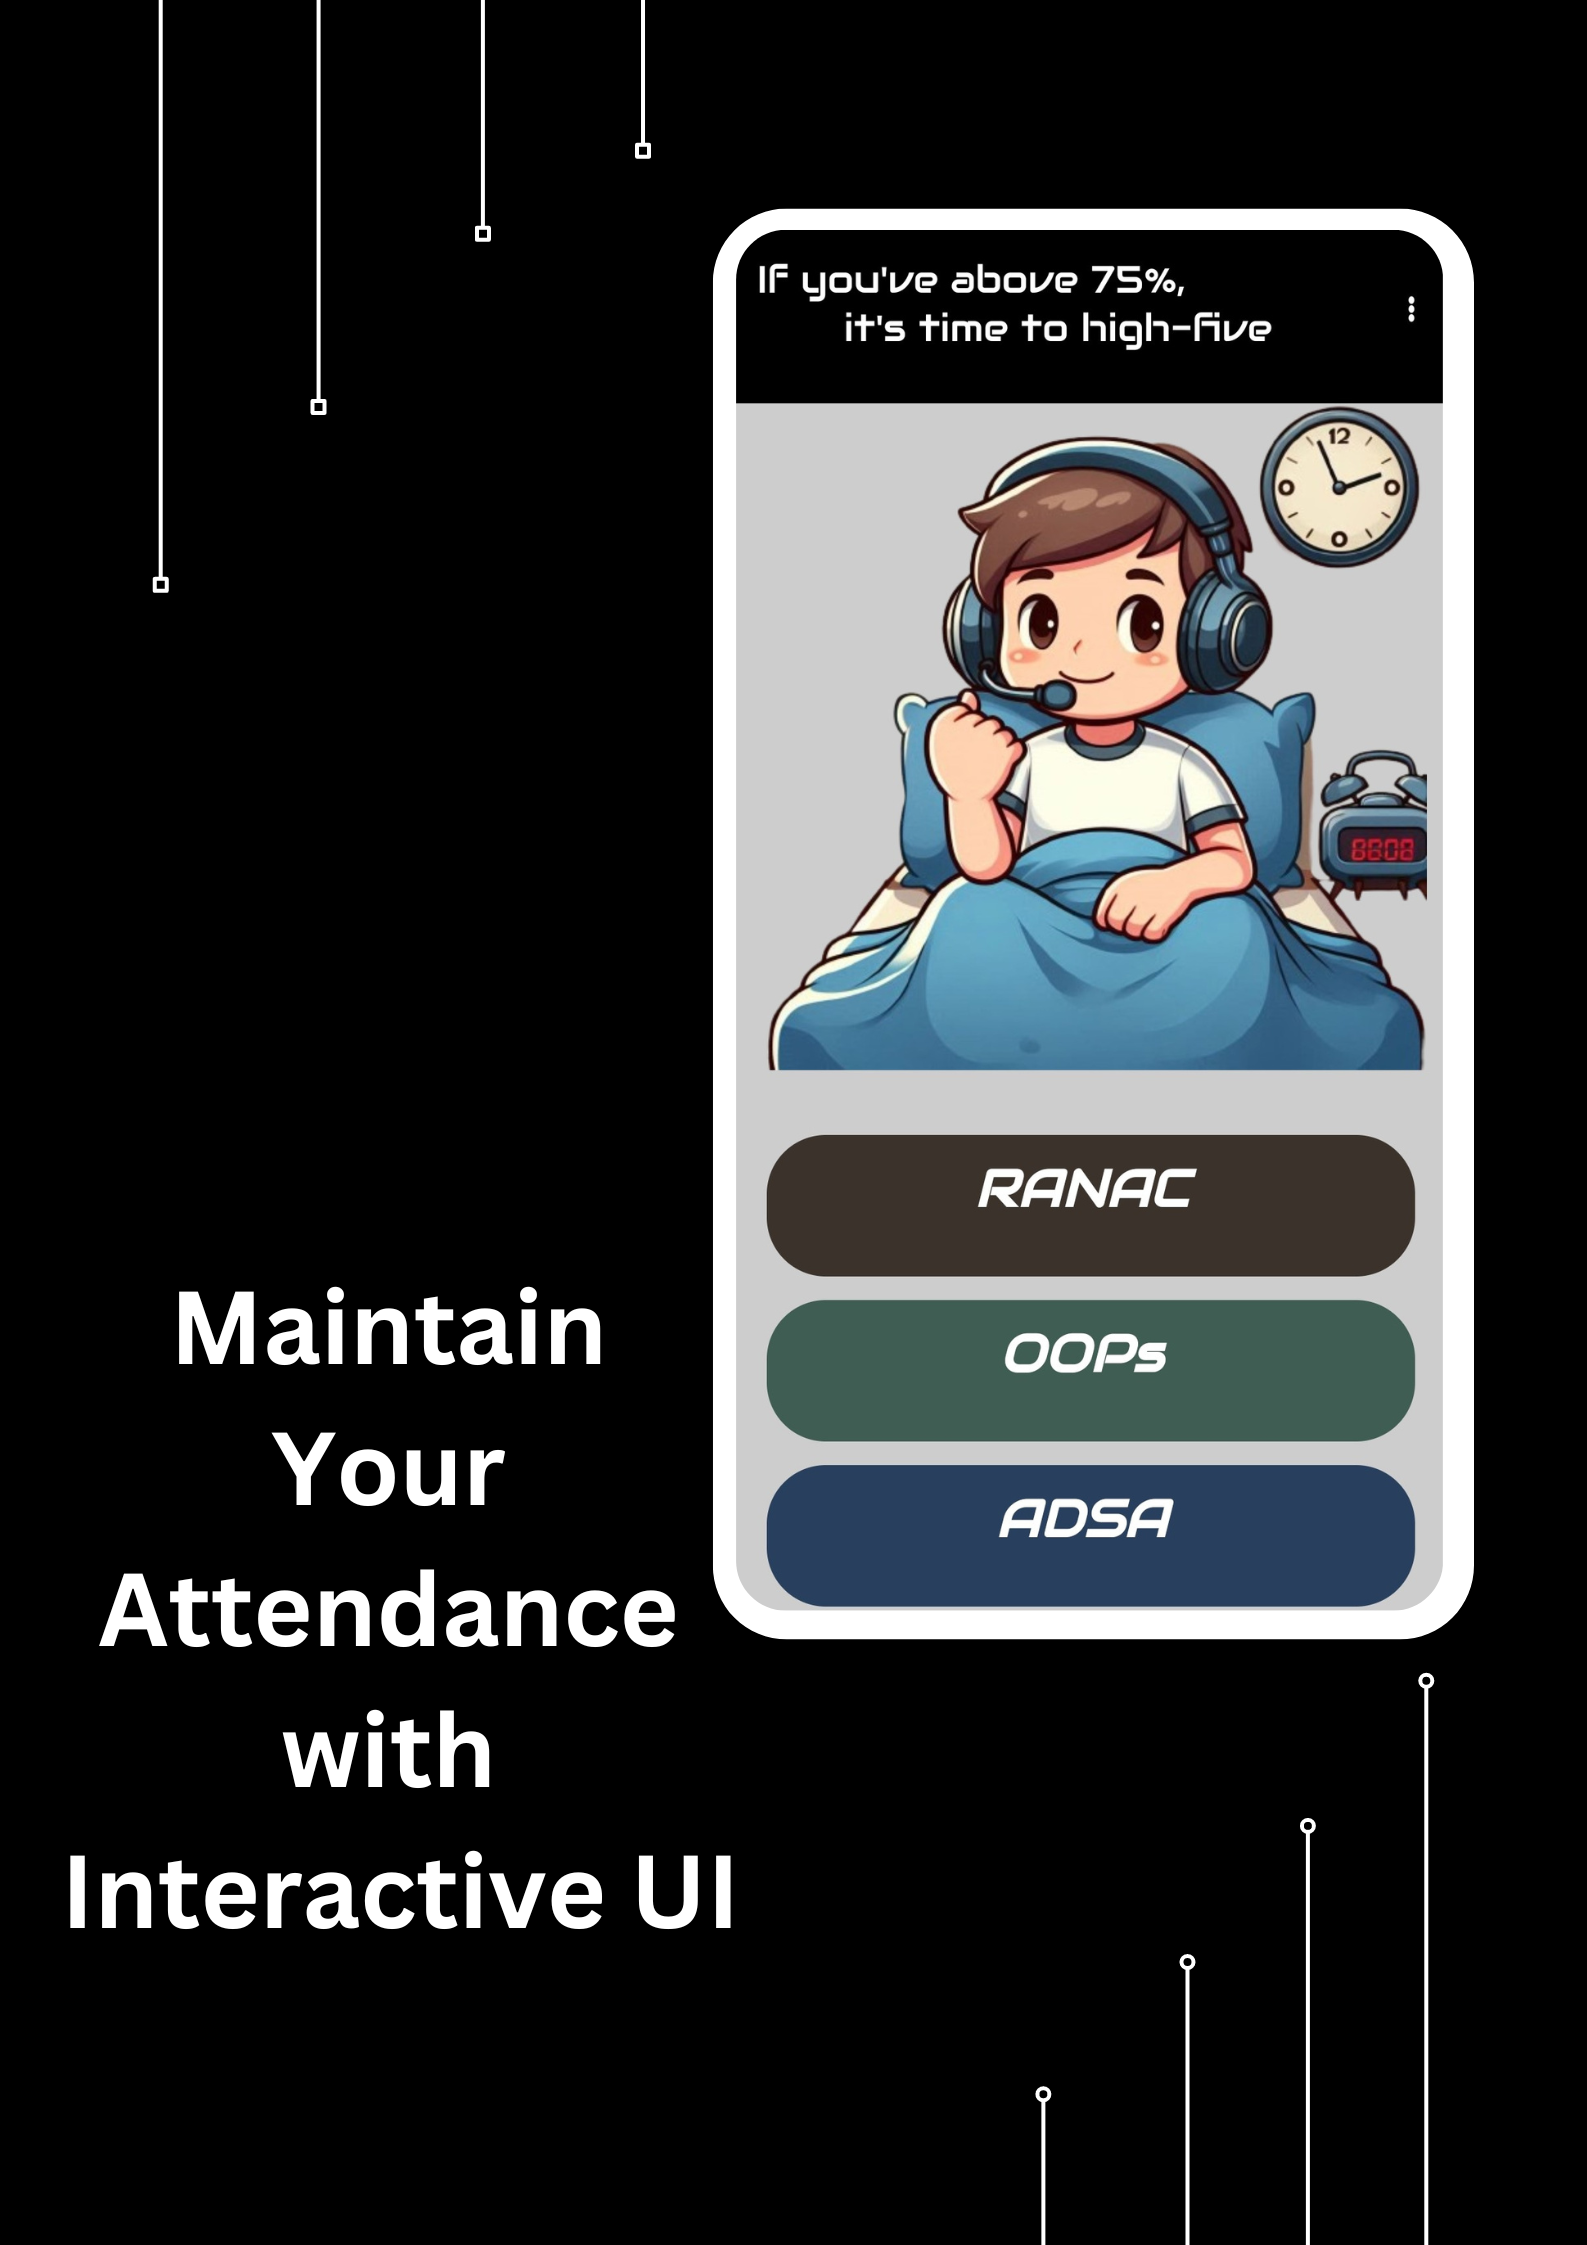 If you've above 75%,
it's time to high-five
12
RANAC
OOPs
ADSA
Maintain
Your
Attendance
with
Interactive UI